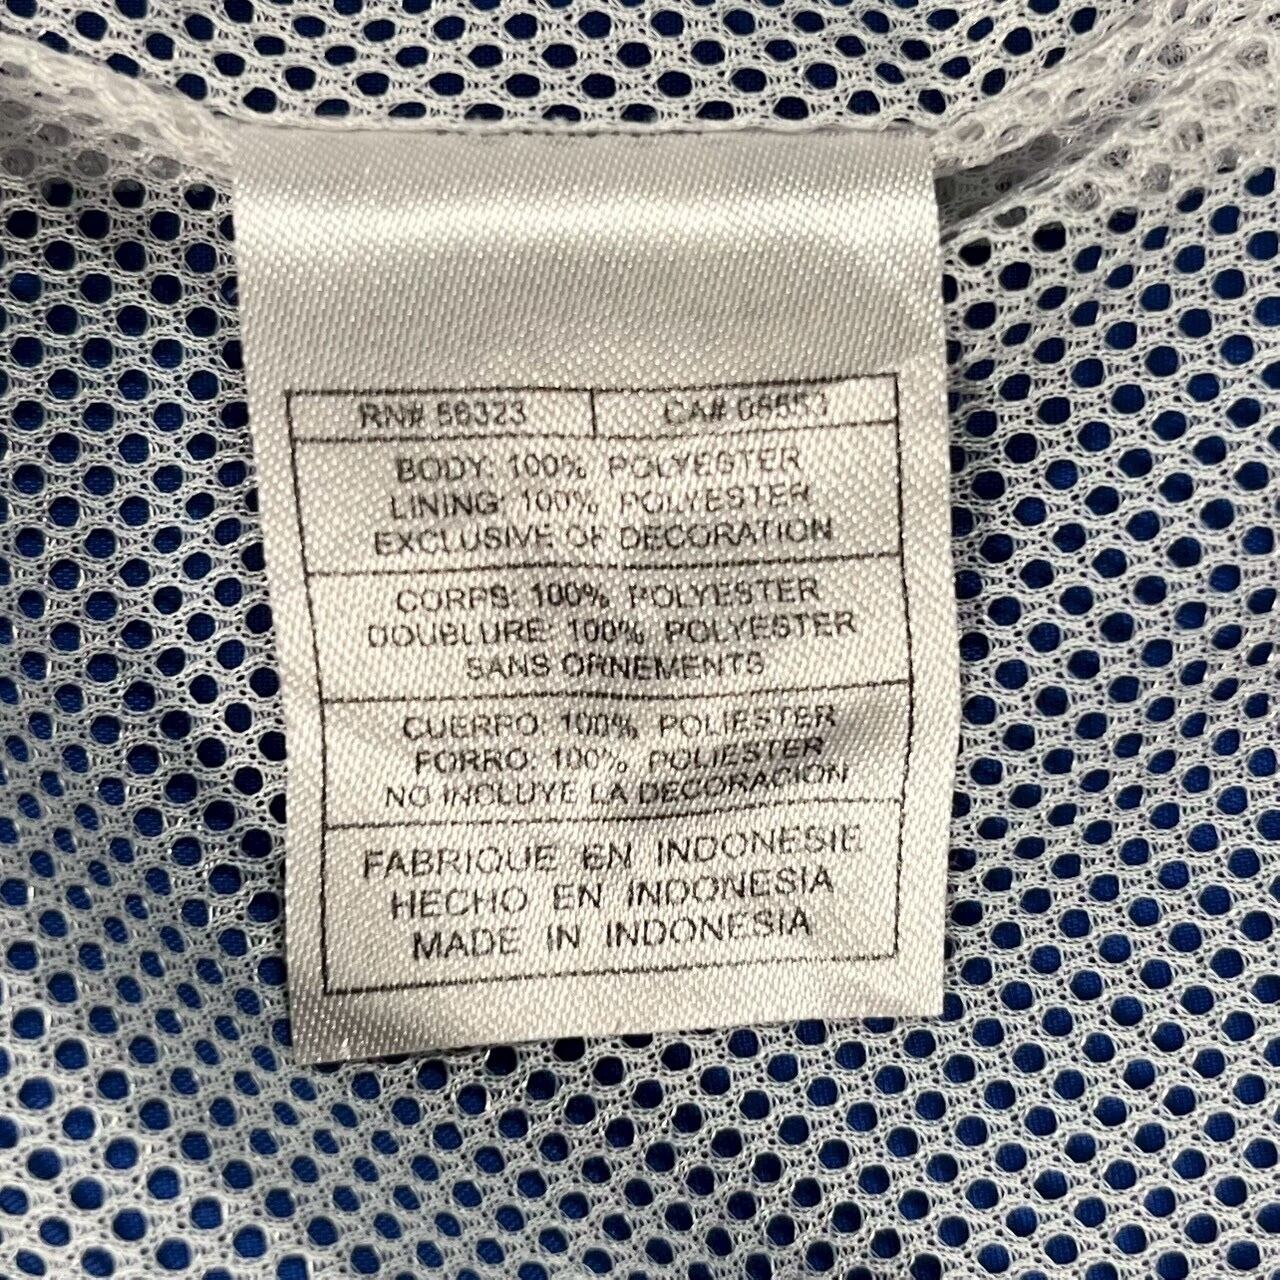 RN# 56323 CA# 05553
BODY: 100% POLYESTER
LINING: 100% POLYESTER
EXCLUSIVE OF DECORATION
CORPS: 100% POLYESTER
DOUBLURE: 100% POLYESTER
SANS ORNEMENTS
CUERPO: 100% POLIESTER
FORRO: 100% POLIESTER
NO INCLUYE LA DECORACION
FABRIQUE EN INDONESIE
HECHO EN INDONESIA
MADE IN INDONESIA